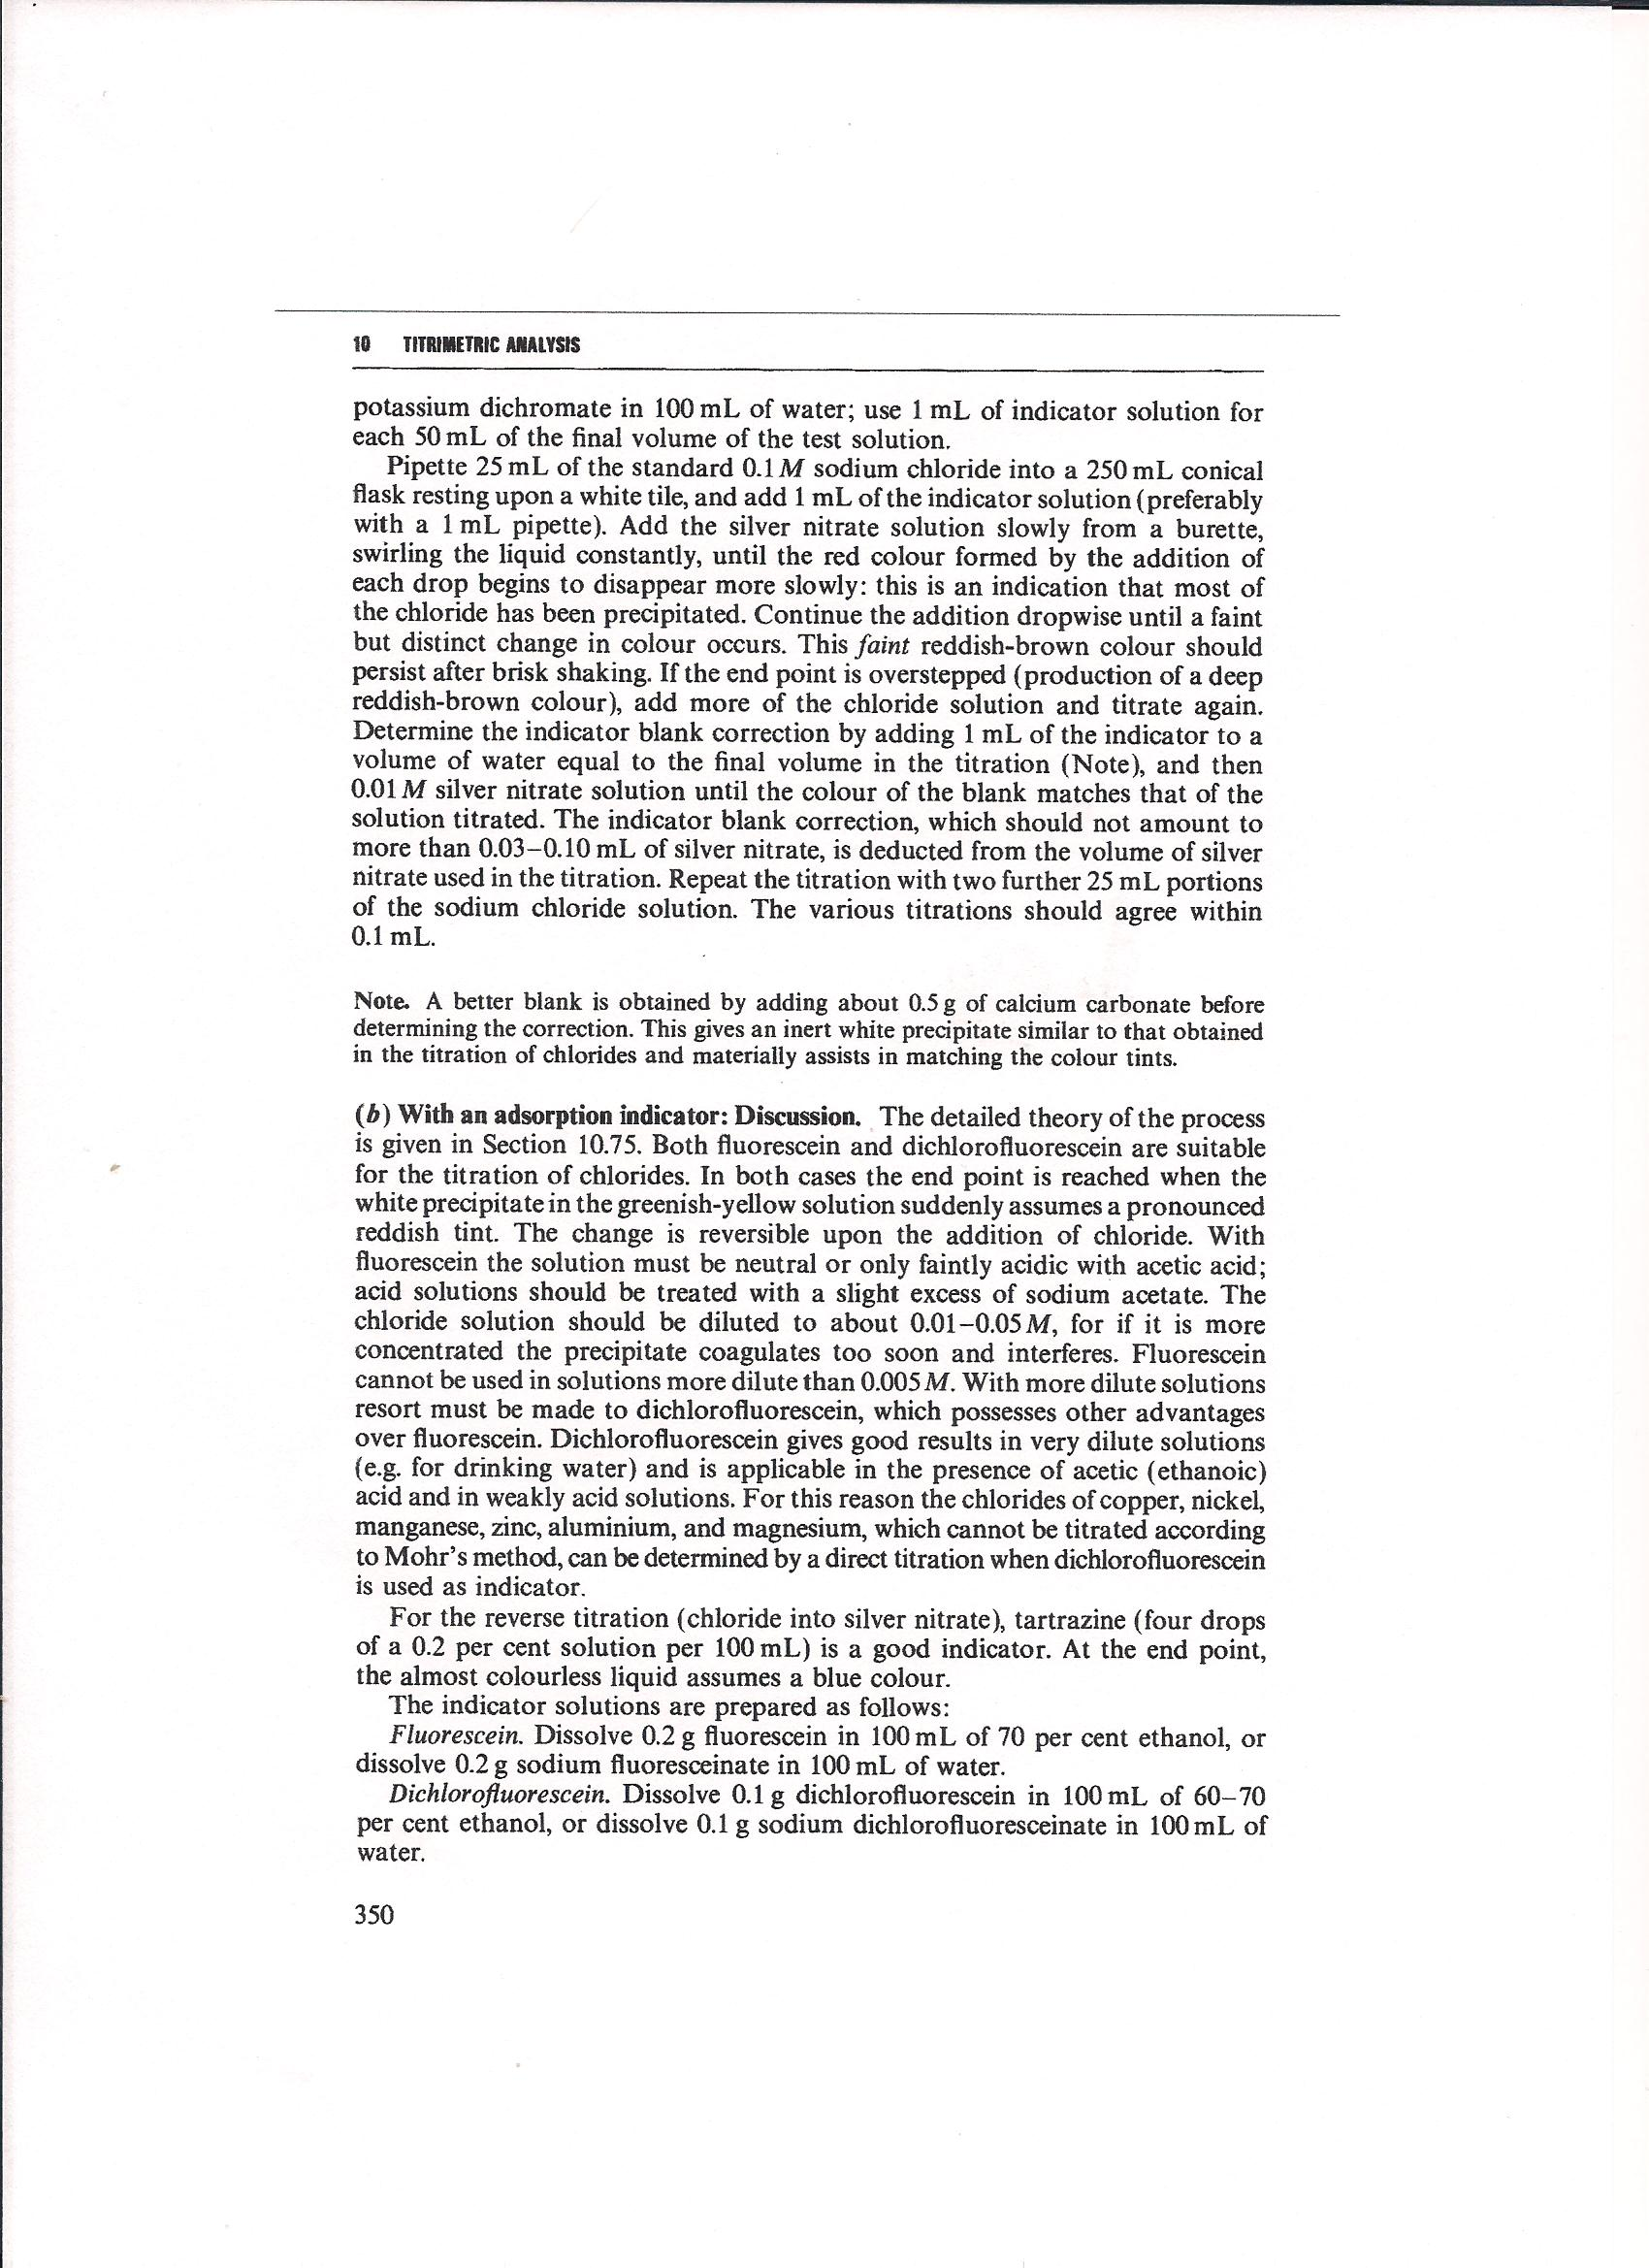 10 TITRIMETRIC ANALYSIS
potassium dichromate in 100 mL of water; use 1 mL of indicator solution for
each 50 mL of the final volume of the test solution.
Pipette 25 mL of the standard 0.1 M sodium chloride into a 250 mL conical
flask resting upon a white tile, and add 1 mL of the indicator solution (preferably
with a 1 mL pipette). Add the silver nitrate solution slowly from a burette,
swirling the liquid constantly, until the red colour formed by the addition of
each drop begins to disappear more slowly: this is an indication that most of
the chloride has been precipitated. Continue the addition dropwise until a faint
but distinct change in colour occurs. This faint reddish-brown colour should
persist after brisk shaking. If the end point is overstepped (production of a deep
reddish-brown colour), add more of the chloride solution and titrate again.
Determine the indicator blank correction by adding 1 mL of the indicator to a
volume of water equal to the final volume in the titration (Note), and then
0.01 M silver nitrate solution until the colour of the blank matches that of the
solution titrated. The indicator blank correction, which should not amount to
more than 0.03–0.10 mL of silver nitrate, is deducted from the volume of silver
nitrate used in the titration. Repeat the titration with two further 25 mL portions
of the sodium chloride solution. The various titrations should agree within
0.1 mL.
Note. A better blank is obtained by adding about 0.5 g of calcium carbonate before
determining the correction. This gives an inert white precipitate similar to that obtained
in the titration of chlorides and materially assists in matching the colour tints.
(b) With an adsorption indicator: Discussion. The detailed theory of the process
is given in Section 10.75. Both fluorescein and dichlorofluorescein are suitable
for the titration of chlorides. In both cases the end point is reached when the
white precipitate in the greenish-yellow solution suddenly assumes a pronounced
reddish tint. The change is reversible upon the addition of chloride. With
fluorescein the solution must be neutral or only faintly acidic with acetic acid;
acid solutions should be treated with a slight excess of sodium acetate. The
chloride solution should be diluted to about 0.01–0.05 M, for if it is more
concentrated the precipitate coagulates too soon and interferes. Fluorescein
cannot be used in solutions more dilute than 0.005 M. With more dilute solutions
resort must be made to dichlorofluorescein, which possesses other advantages
over fluorescein. Dichlorofluorescein gives good results in very dilute solutions
(e.g. for drinking water) and is applicable in the presence of acetic (ethanoic)
acid and in weakly acid solutions. For this reason the chlorides of copper, nickel,
manganese, zinc, aluminium, and magnesium, which cannot be titrated according
to Mohr's method, can be determined by a direct titration when dichlorofluorescein
is used as indicator.
For the reverse titration (chloride into silver nitrate), tartrazine (four drops
of a 0.2 per cent solution per 100 mL) is a good indicator. At the end point,
the almost colourless liquid assumes a blue colour.
The indicator solutions are prepared as follows:
Fluorescein. Dissolve 0.2 g fluorescein in 100 mL of 70 per cent ethanol, or
dissolve 0.2 g sodium fluoresceinate in 100 mL of water.
Dichlorofluorescein. Dissolve 0.1 g dichlorofluorescein in 100 mL of 60–70
per cent ethanol, or dissolve 0.1 g sodium dichlorofluoresceinate in 100 mL of
water.
350